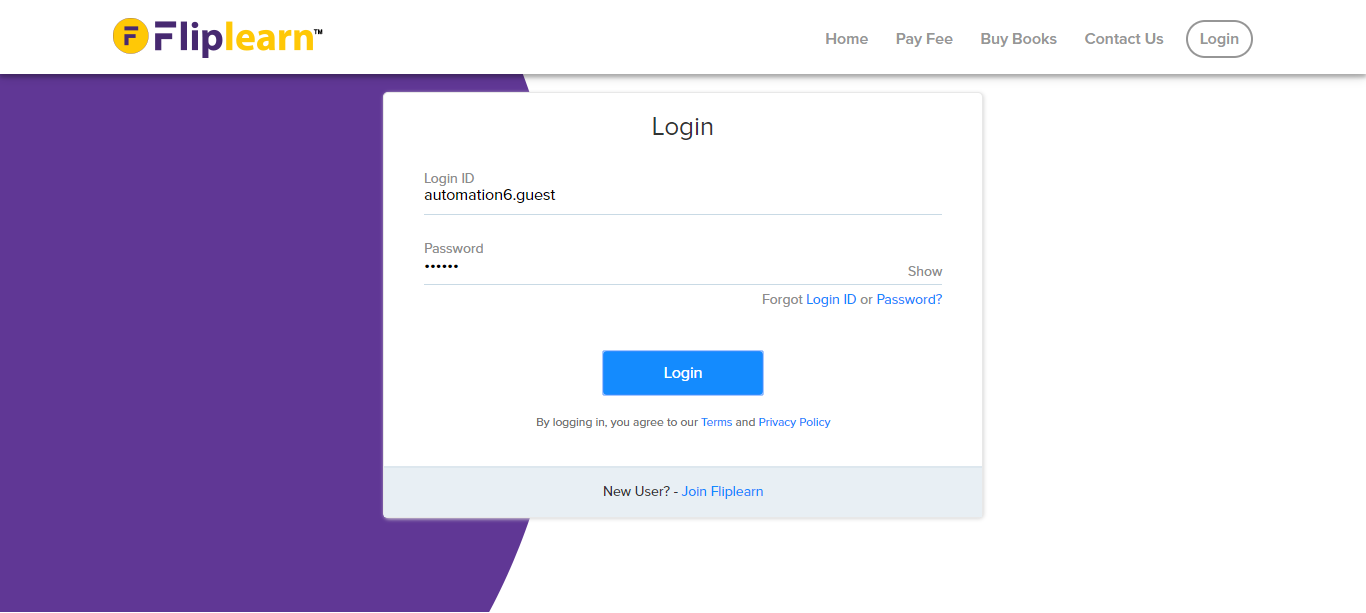 F Fliplearn™
Home Pay Fee Buy Books Contact Us Login
Login
Login ID
automation6.guest
Password
••••••
Show
Forgot Login ID or Password?
Login
By logging in, you agree to our Terms and Privacy Policy
New User? - Join Fliplearn